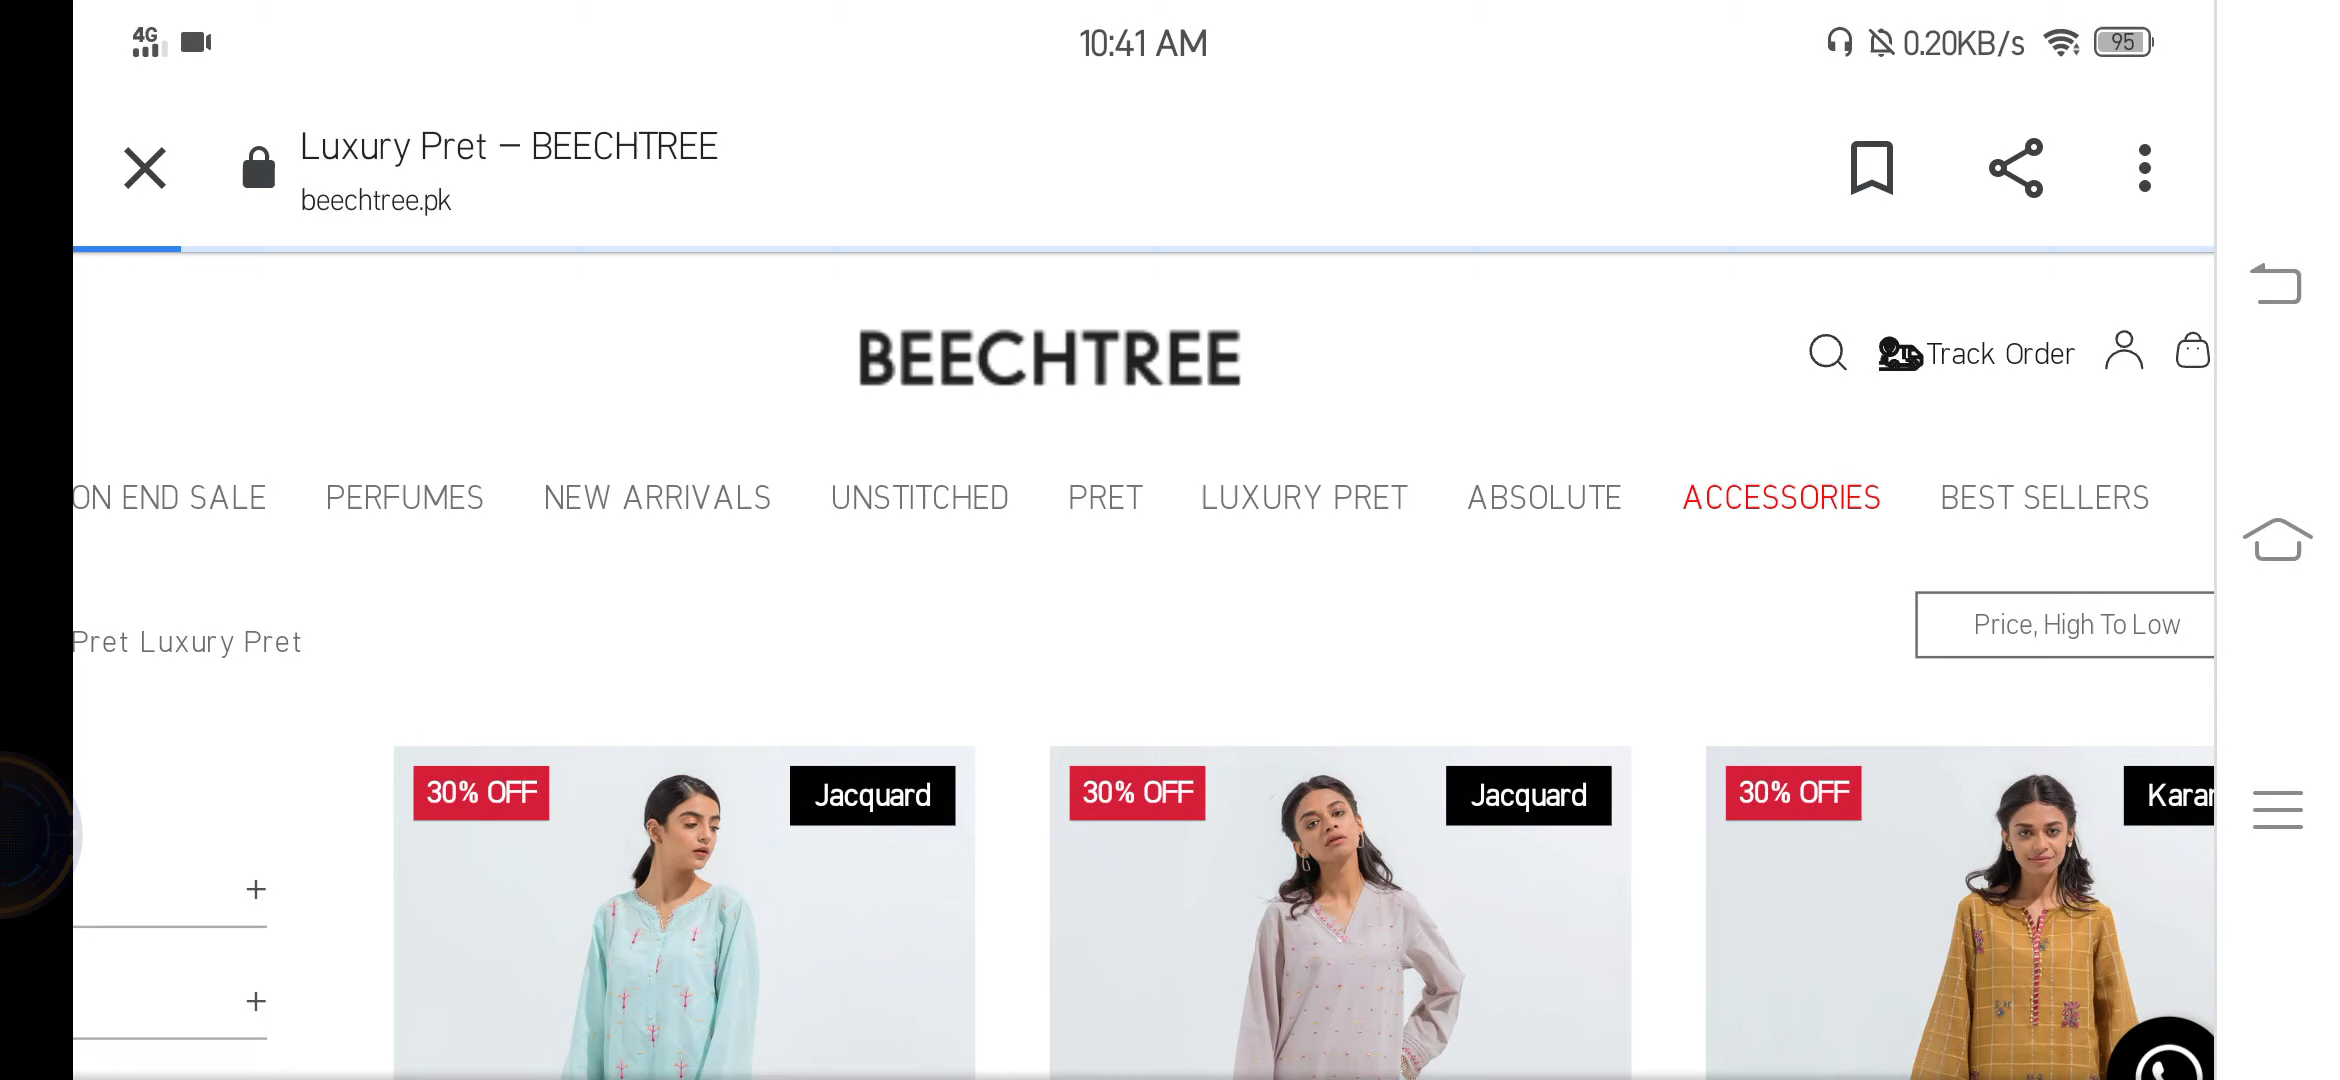 4G
10:41 AM
0.20KB/s
95
Luxury Pret – BEECHTREE
beechtree.pk
BEECHTREE
Track Order
ON END SALE PERFUMES NEW ARRIVALS UNSTITCHED PRET LUXURY PRET ABSOLUTE ACCESSORIES BEST SELLERS
Price, High To Low
Pret Luxury Pret
30% OFF Jacquard 30% OFF Jacquard 30% OFF Karan
+
+